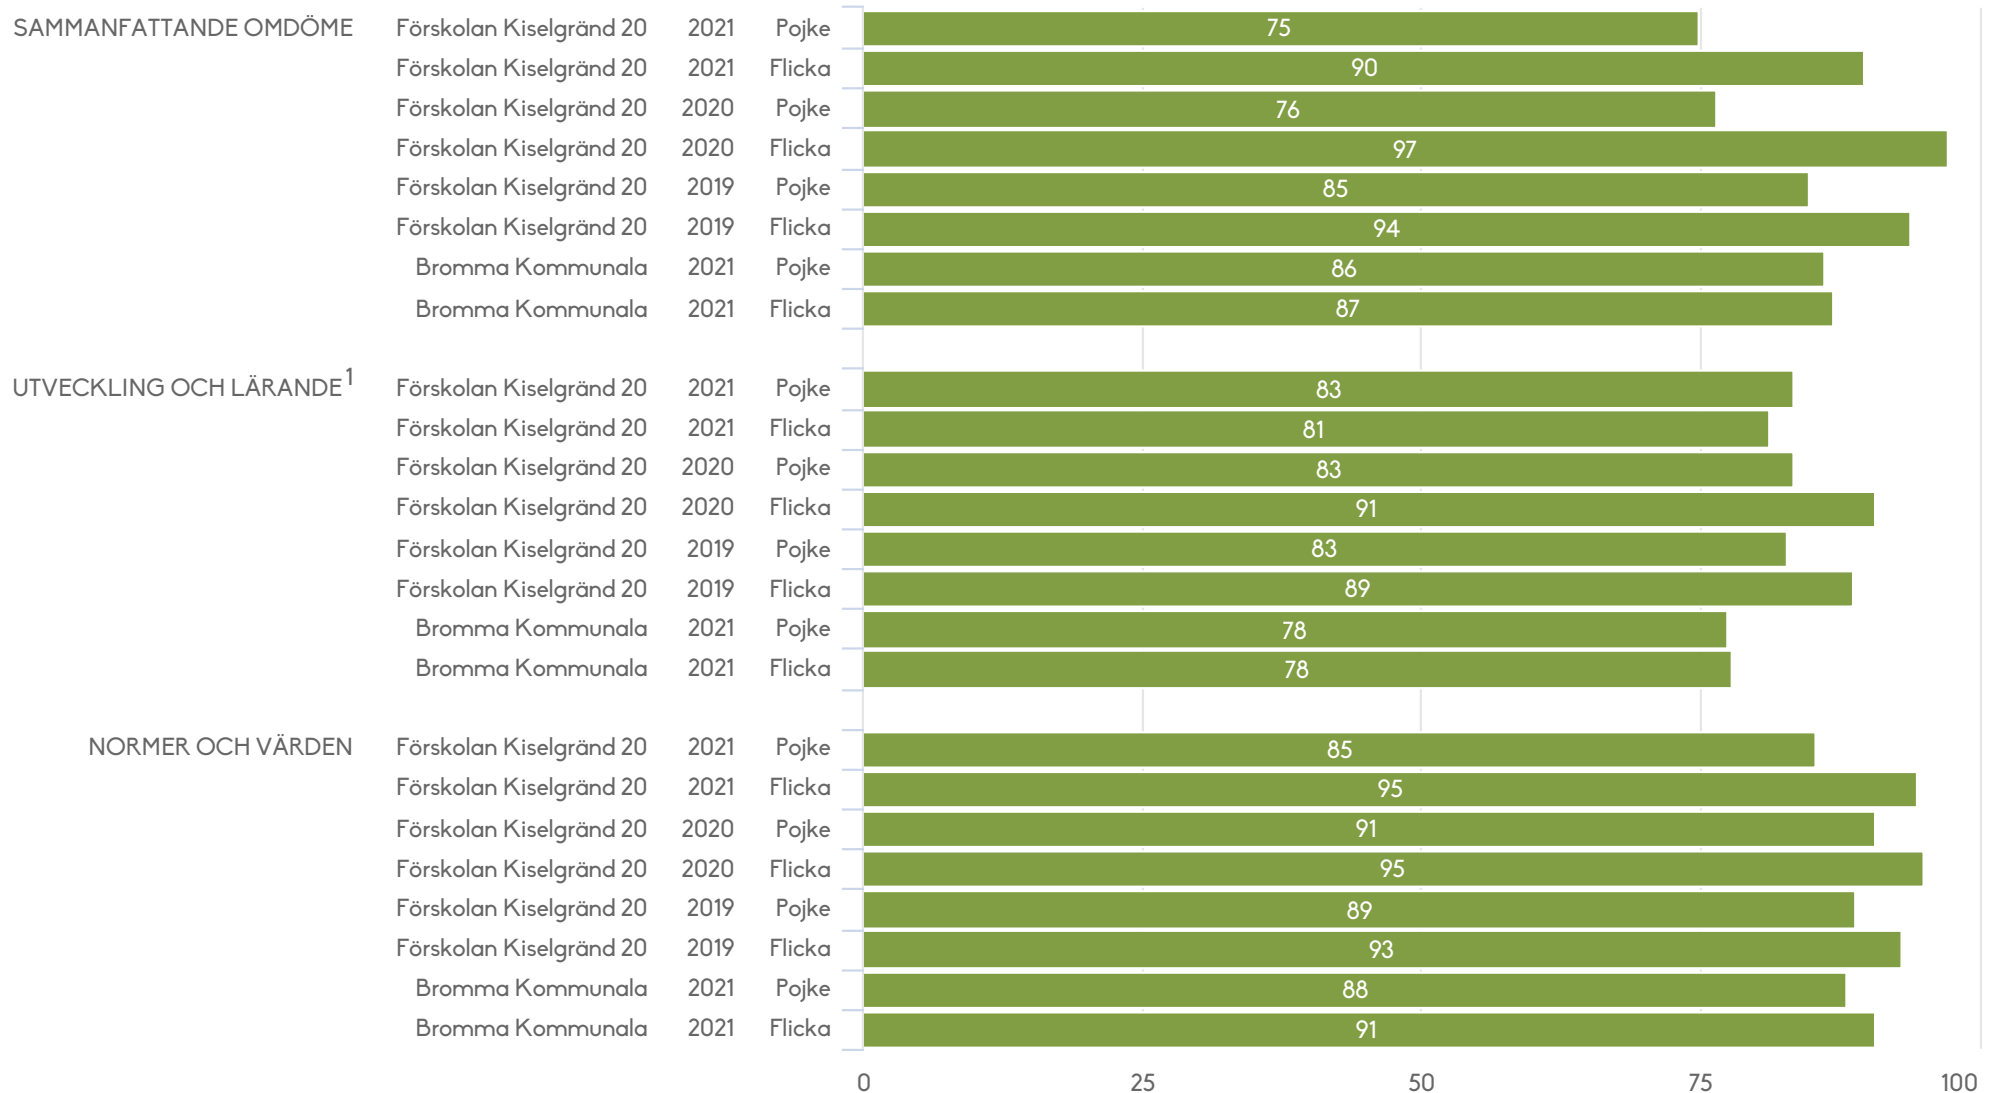 SAMMANFATTANDE OMDÖME Förskolan Kiselgränd 20 2021 Pojke 75
Förskolan Kiselgränd 20 2021 Flicka 90
Förskolan Kiselgränd 20 2020 Pojke 76
Förskolan Kiselgränd 20 2020 Flicka 97
Förskolan Kiselgränd 20 2019 Pojke 85
Förskolan Kiselgränd 20 2019 Flicka 94
Bromma Kommunala 2021 Pojke 86
Bromma Kommunala 2021 Flicka 87
UTVECKLING OCH LÄRANDE1 Förskolan Kiselgränd 20 2021 Pojke 83
Förskolan Kiselgränd 20 2021 Flicka 81
Förskolan Kiselgränd 20 2020 Pojke 83
Förskolan Kiselgränd 20 2020 Flicka 91
Förskolan Kiselgränd 20 2019 Pojke 83
Förskolan Kiselgränd 20 2019 Flicka 89
Bromma Kommunala 2021 Pojke 78
Bromma Kommunala 2021 Flicka 78
NORMER OCH VÄRDEN Förskolan Kiselgränd 20 2021 Pojke 85
Förskolan Kiselgränd 20 2021 Flicka 95
Förskolan Kiselgränd 20 2020 Pojke 91
Förskolan Kiselgränd 20 2020 Flicka 95
Förskolan Kiselgränd 20 2019 Pojke 89
Förskolan Kiselgränd 20 2019 Flicka 93
Bromma Kommunala 2021 Pojke 88
Bromma Kommunala 2021 Flicka 91
0 25 50 75 100